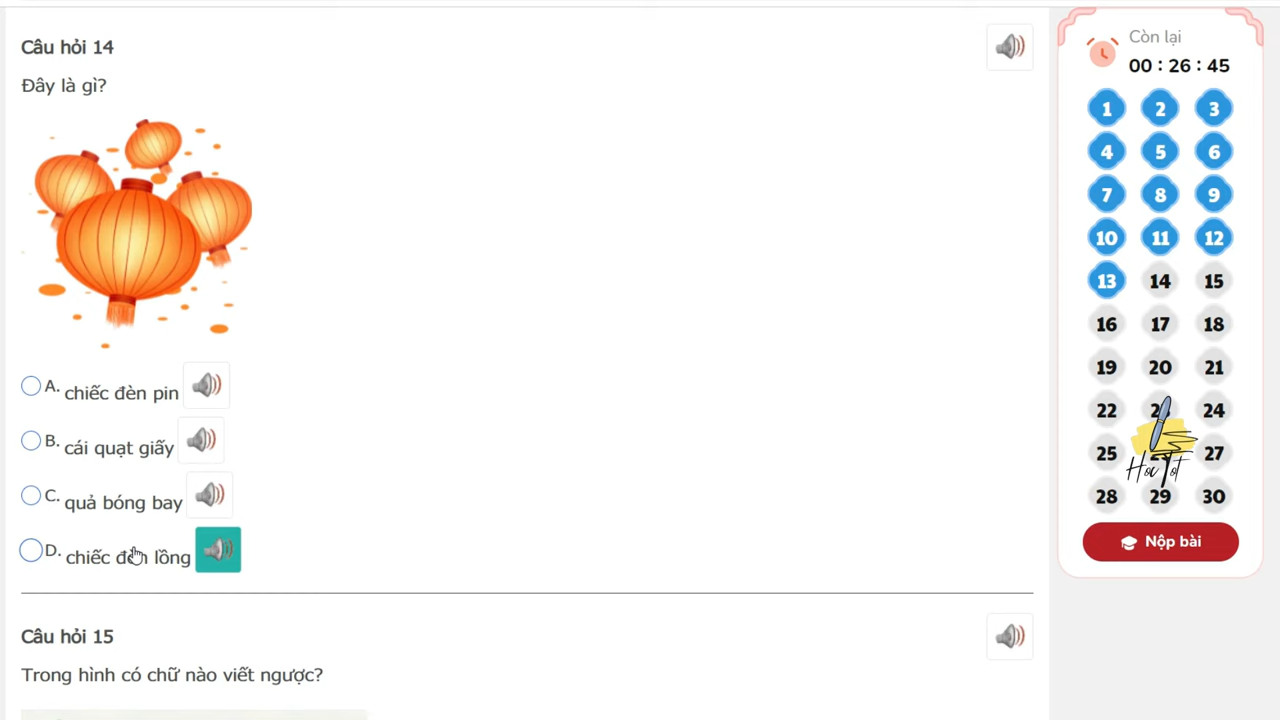 Câu hỏi 14
Đây là gì?
A. chiếc đèn pin
B. cái quạt giấy
C. quả bóng bay
D. chiếc đèn lồng
Câu hỏi 15
Trong hình có chữ nào viết ngược?
Còn lại
00 : 26 : 45
1 2 3
4 5 6
7 8 9
10 11 12
13 14 15
16 17 18
19 20 21
22 24
25 27
Học Tốt
28 29 30
Nộp bài